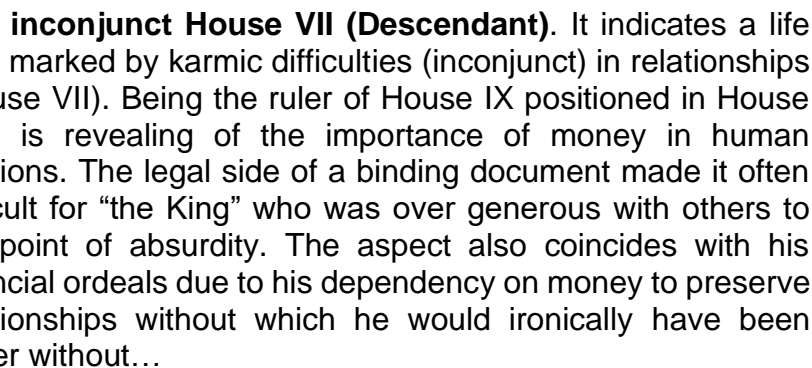 inconjunct House VII (Descendant). It indicates a life
marked by karmic difficulties (inconjunct) in relationships
use VII). Being the ruler of House IX positioned in House
is revealing of the importance of money in human
tions. The legal side of a binding document made it often
cult for “the King” who was over generous with others to
point of absurdity. The aspect also coincides with his
ncial ordeals due to his dependency on money to preserve
tionships without which he would ironically have been
er without…